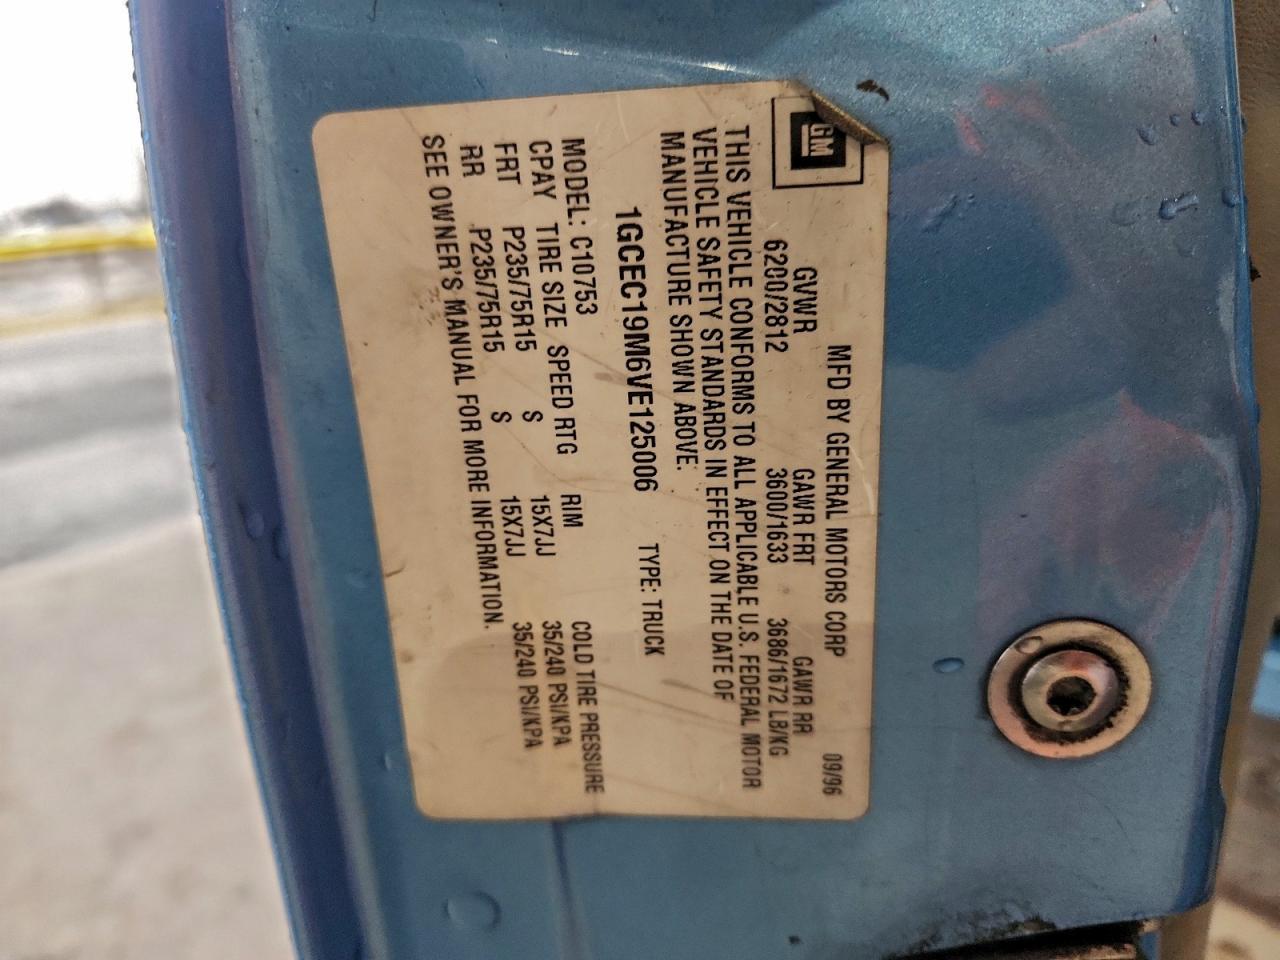 GM
MFD BY GENERAL MOTORS CORP 09/96
GVWR GAWR FRT GAWR RR
6200/2812 3600/1633 3686/1672 LB/KG
THIS VEHICLE CONFORMS TO ALL APPLICABLE U.S. FEDERAL MOTOR
VEHICLE SAFETY STANDARDS IN EFFECT ON THE DATE OF
MANUFACTURE SHOWN ABOVE.
1GCEC19M6VE125006 TYPE: TRUCK
MODEL: C10753
CPAY TIRE SIZE SPEED RTG RIM COLD TIRE PRESSURE
FRT P235/75R15 S 15X7JJ 35/240 PSI/KPA
RR P235/75R15 S 15X7JJ 35/240 PSI/KPA
SEE OWNER'S MANUAL FOR MORE INFORMATION.